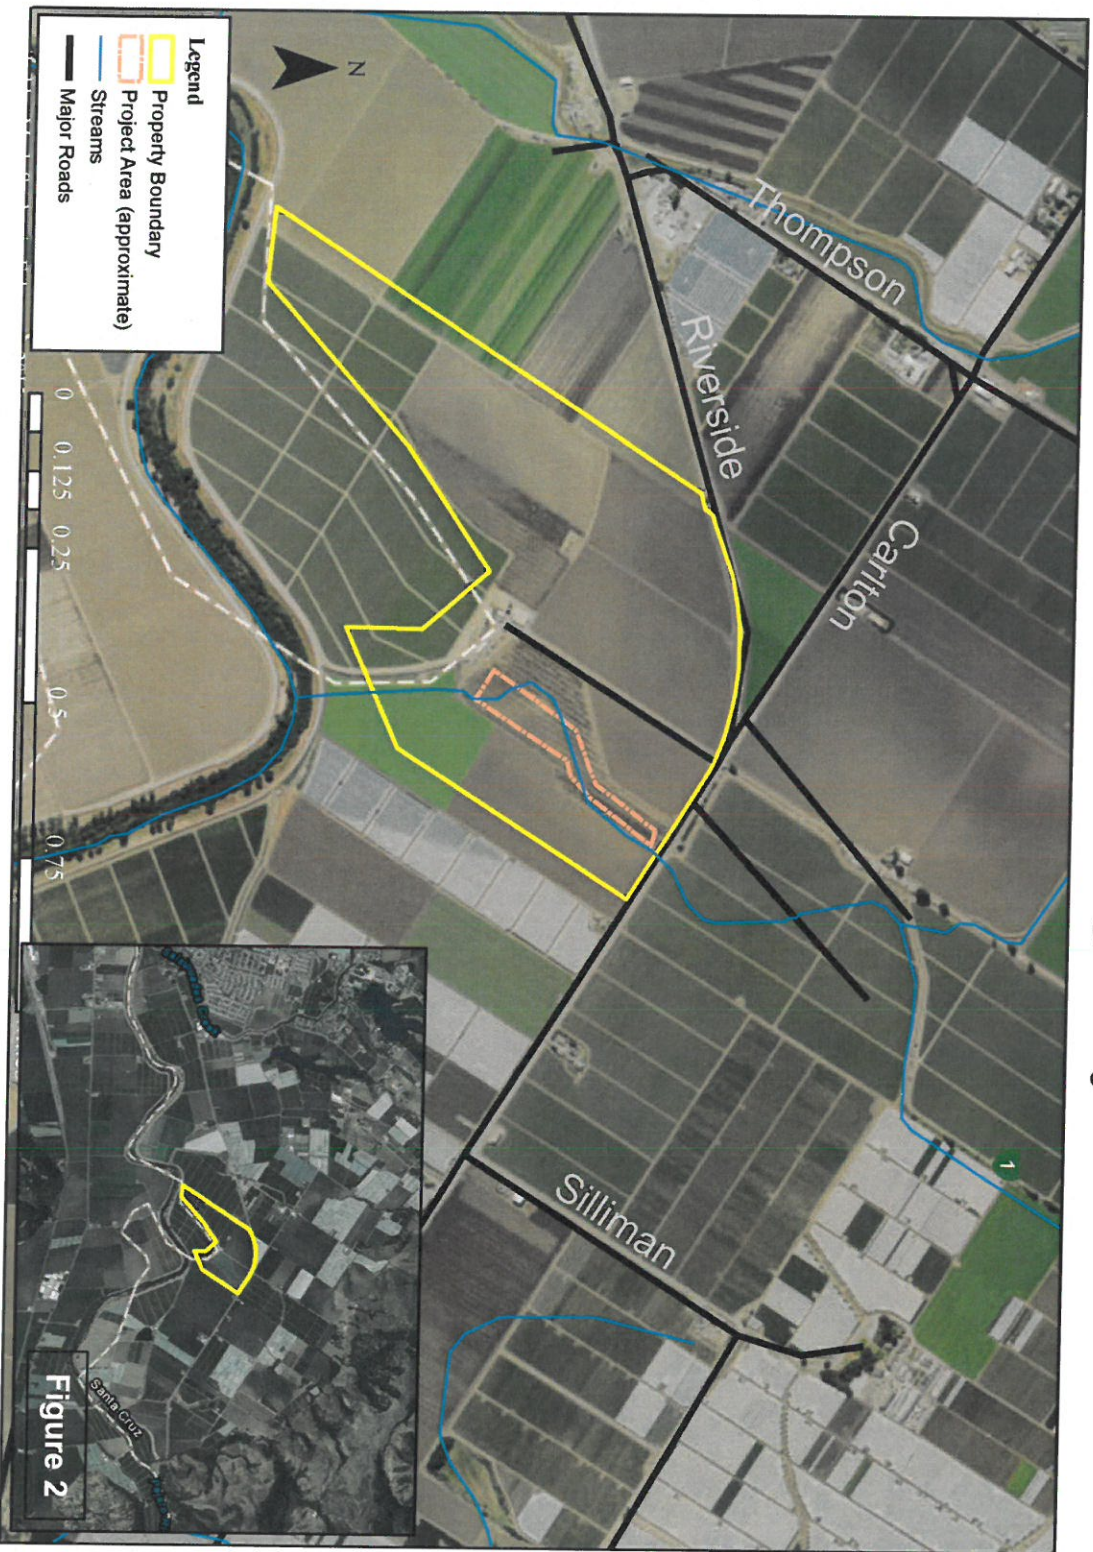 Thompson
Riverside
Carlton
Silliman
1
N
Legend
Property Boundary
Project Area (approximate)
Streams
Major Roads
0 0.125 0.25 0.5 0.75
Santa Cruz
Figure 2